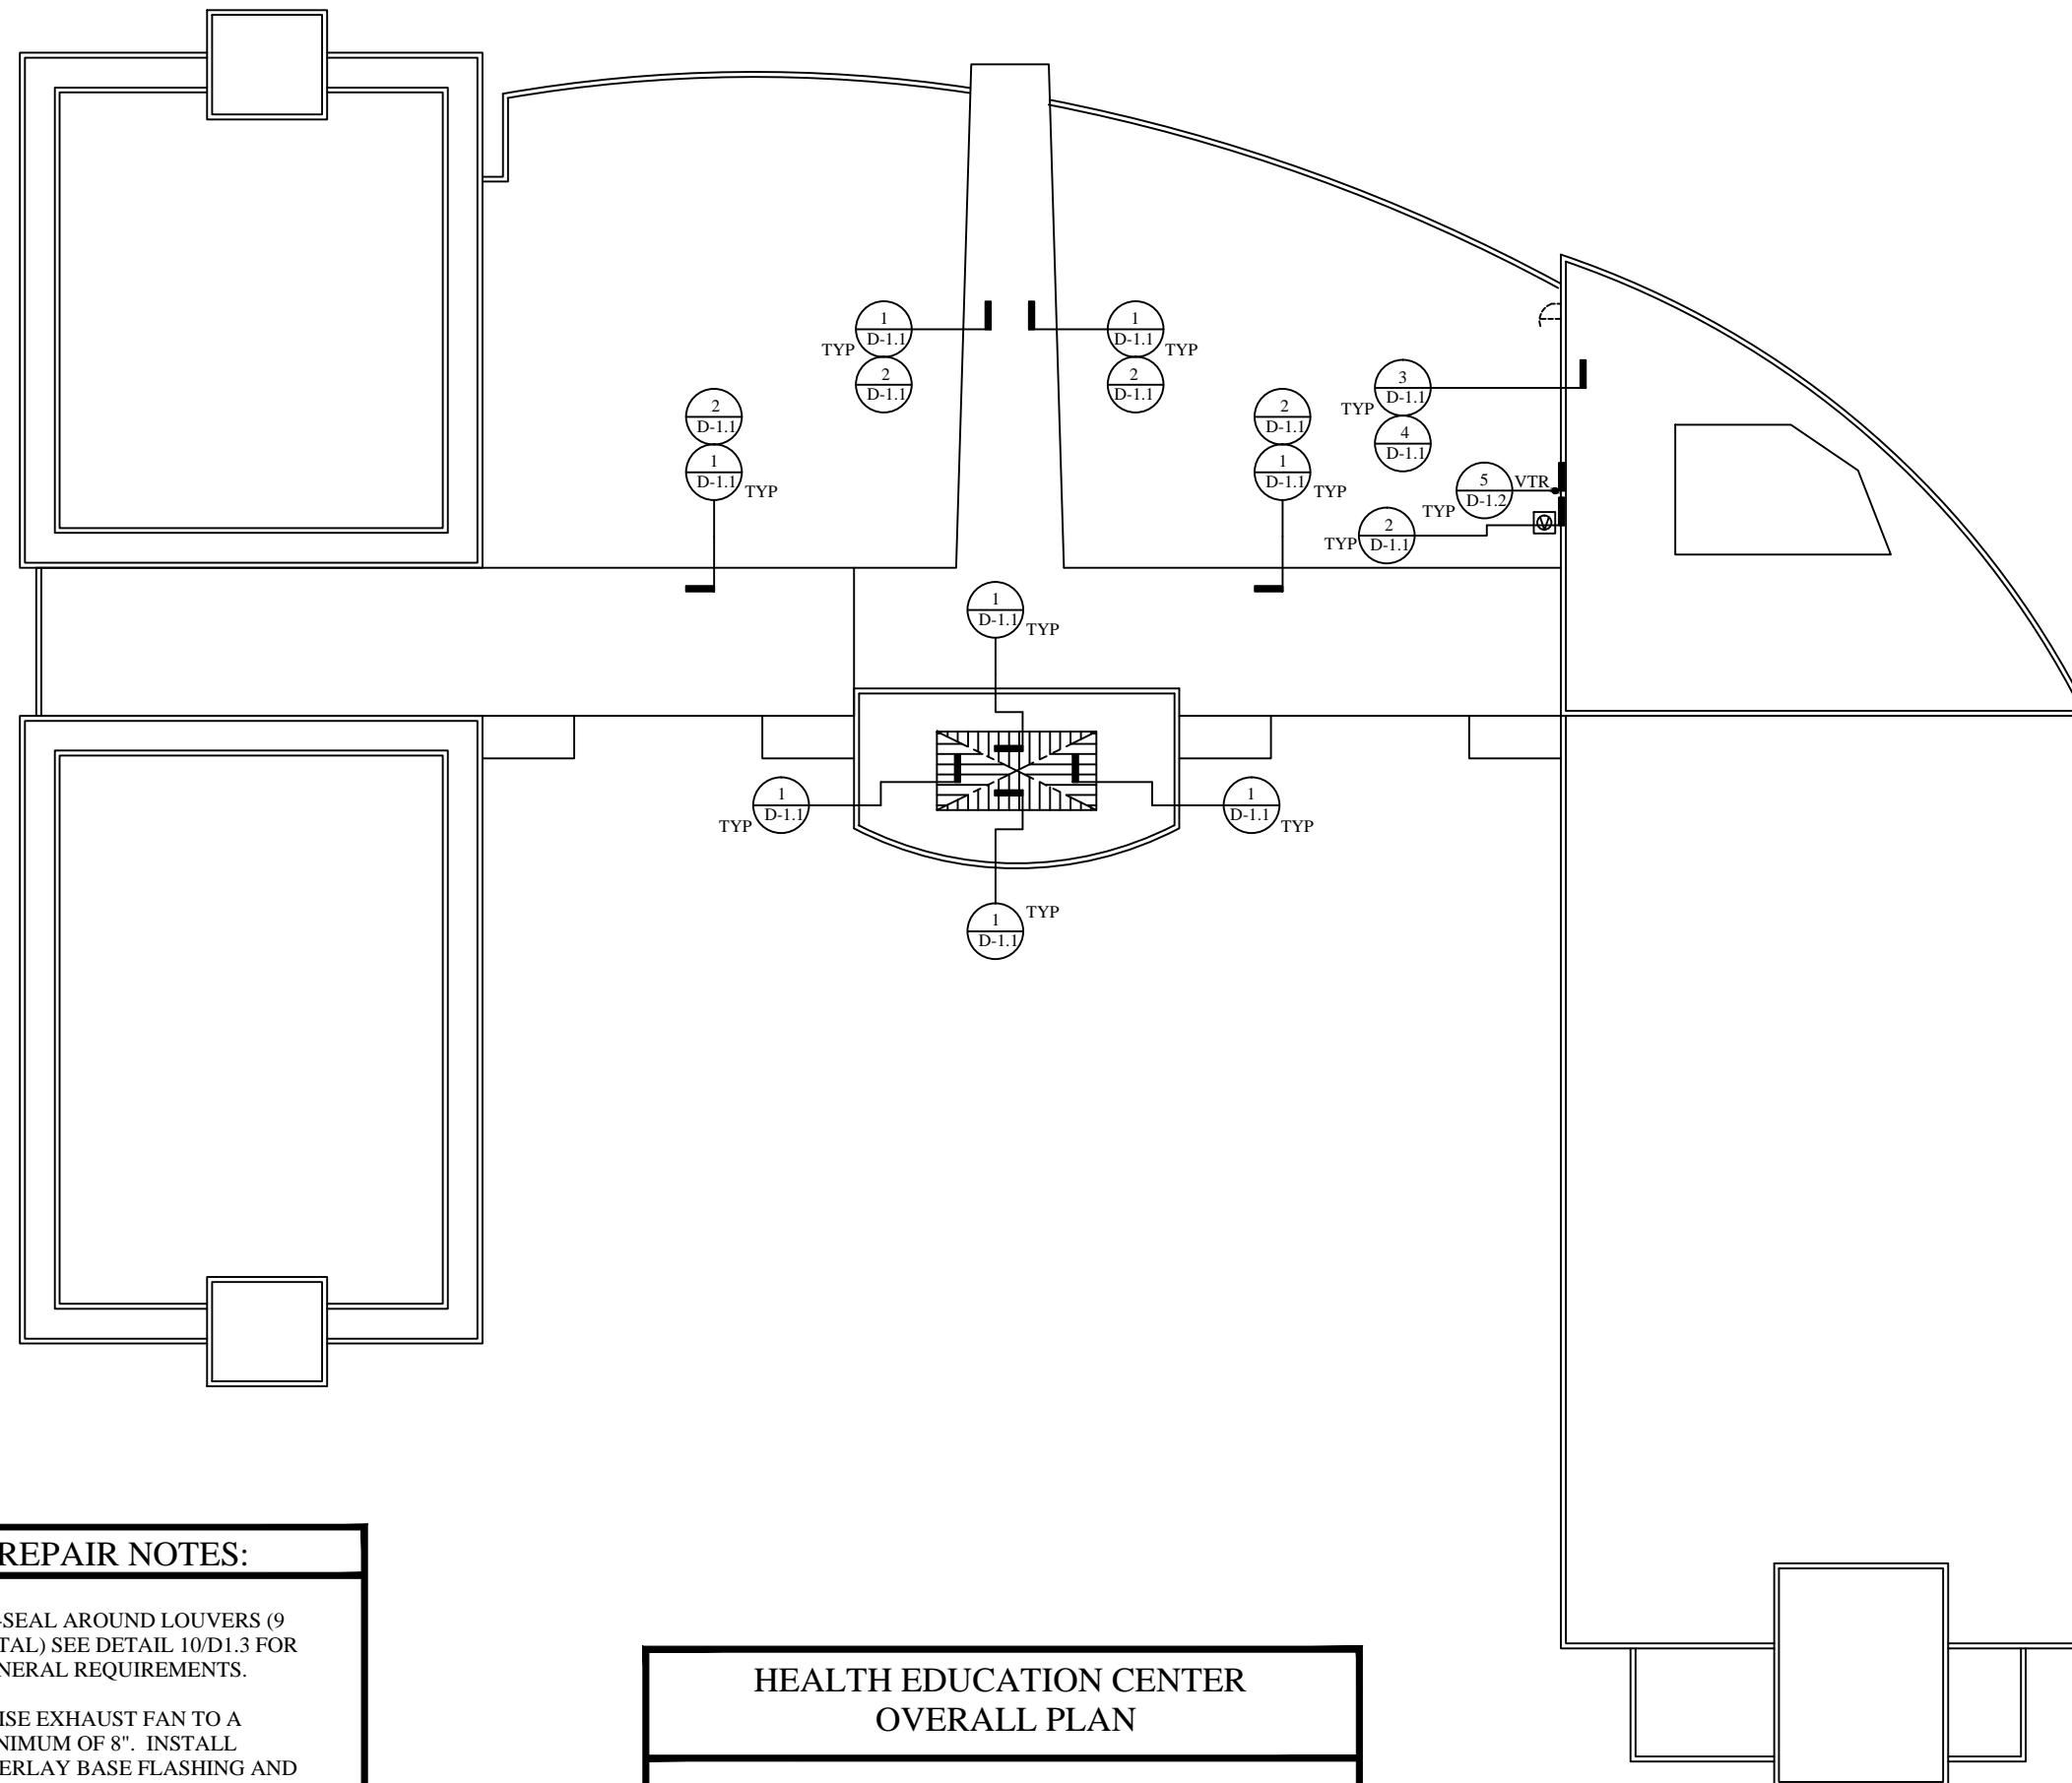 1
D-1.1
TYP
2
D-1.1
1
D-1.1
TYP
2
D-1.1
2
D-1.1
1
D-1.1
TYP
2
D-1.1
1
D-1.1
TYP
3
D-1.1
TYP
4
D-1.1
5
D-1.2
VTR
TYP
2
D-1.1
TYP
V
1
D-1.1
TYP
1
D-1.1
TYP
1
D-1.1
TYP
1
D-1.1
TYP
REPAIR NOTES:
-SEAL AROUND LOUVERS (9
TAL) SEE DETAIL 10/D1.3 FOR
NERAL REQUIREMENTS.
ISE EXHAUST FAN TO A
NIMUM OF 8". INSTALL
ERLAY BASE FLASHING AND
HEALTH EDUCATION CENTER
OVERALL PLAN